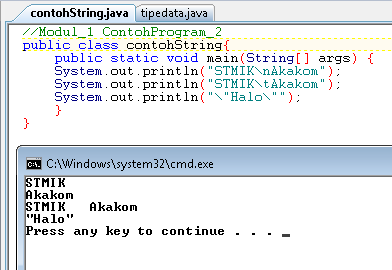 contohString.java tipedata.java
//Modul_1 ContohProgram_2
public class contohString{
public static void main(String[] args) {
System.out.println("STMIK\nAkakom");
System.out.println("STMIK\tAkakom");
System.out.println("\"Halo\"");
}
}
C:\Windows\system32\cmd.exe
STMIK
Akakom
STMIK   Akakom
"Halo"
Press any key to continue . . . _